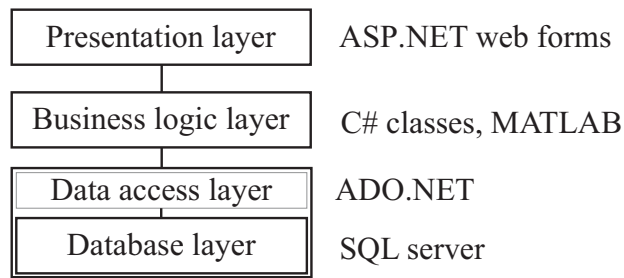 Presentation layer ASP.NET web forms
Business logic layer C# classes, MATLAB
Data access layer ADO.NET
Database layer SQL server